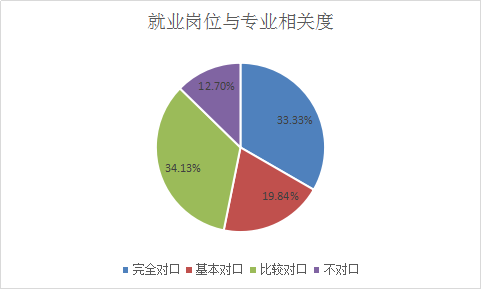 就业岗位与专业相关度
12.70%
33.33%
34.13%
19.84%
完全对口 基本对口 比较对口 不对口